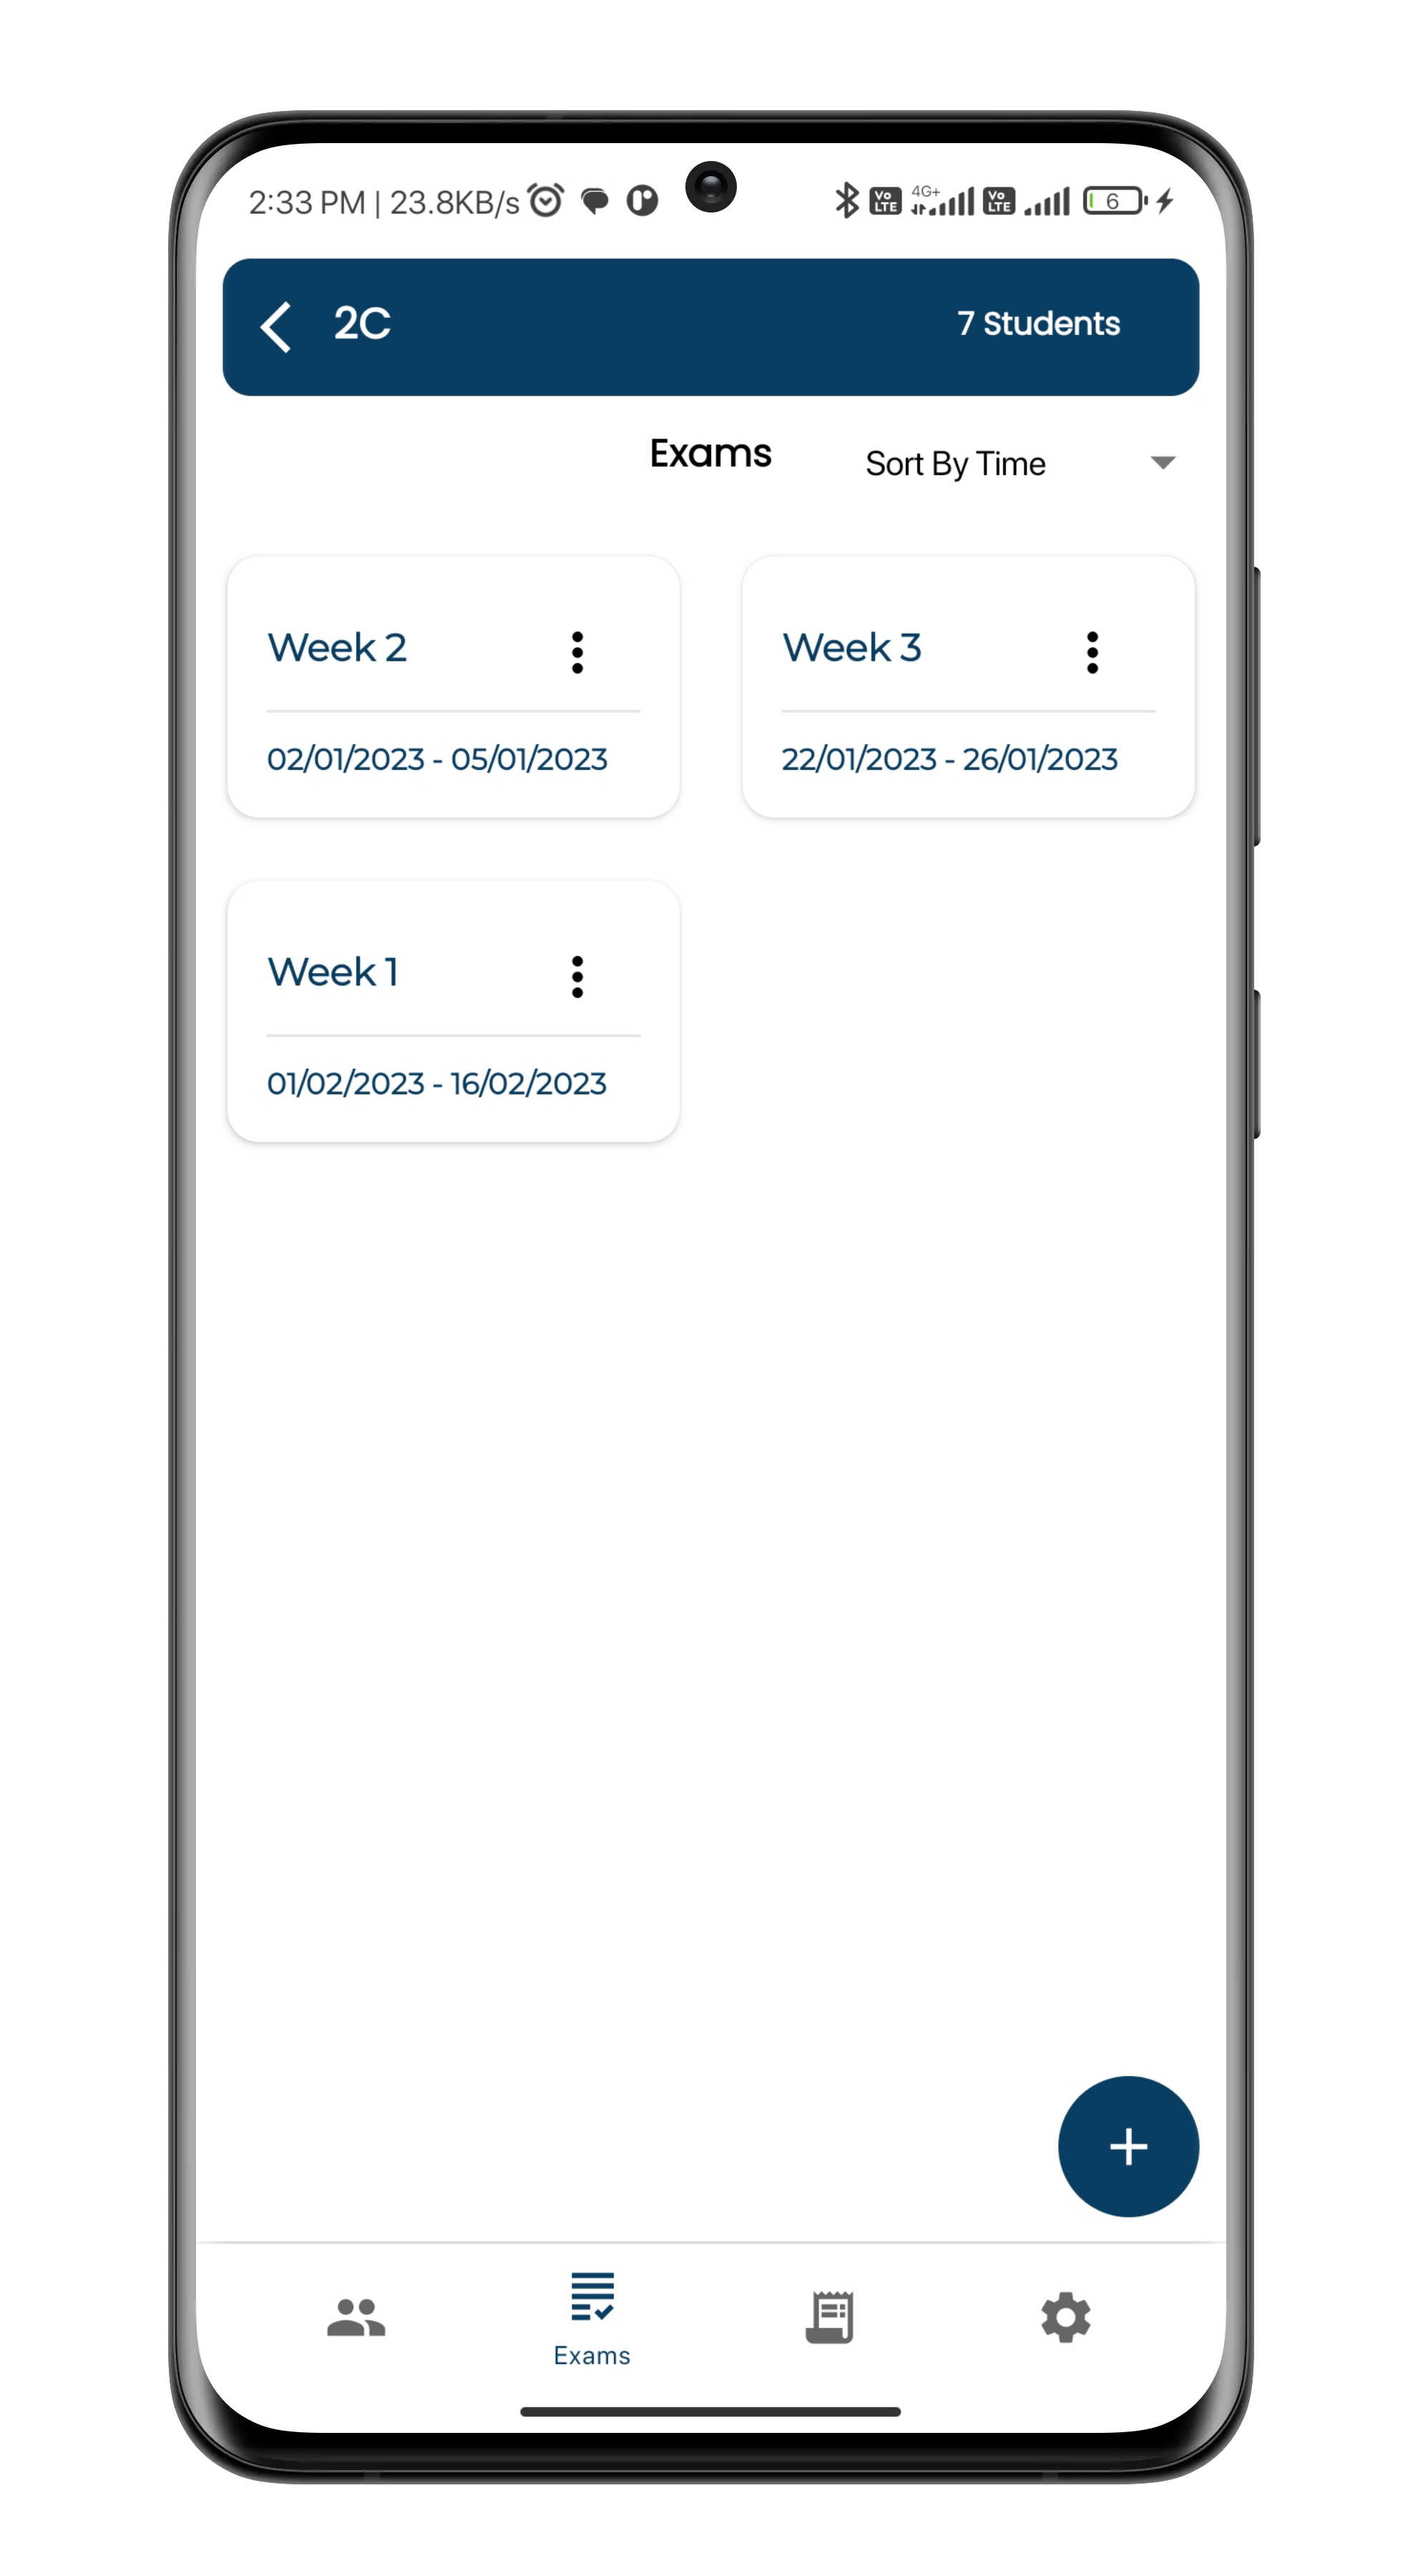 2:33 PM | 23.8KB/s Vo LTE 4G+ Vo LTE 6
2C 7 Students
Exams Sort By Time
Week 2 Week 3
02/01/2023 - 05/01/2023 22/01/2023 - 26/01/2023
Week 1
01/02/2023 - 16/02/2023
Exams